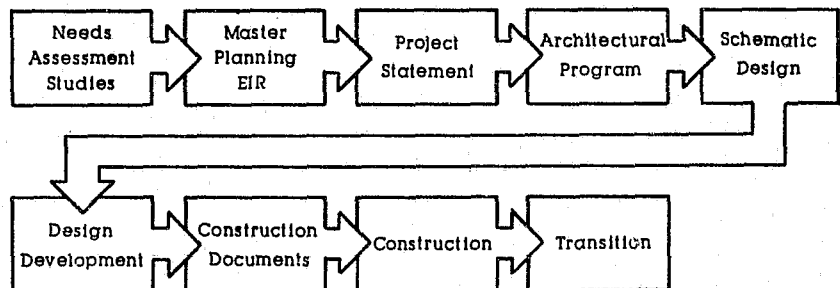 Needs
Assessment
Studies
Master
Planning
EIR
Project
Statement
Architectural
Program
Schematic
Design
Design
Development
Construction
Documents
Construction
Transition